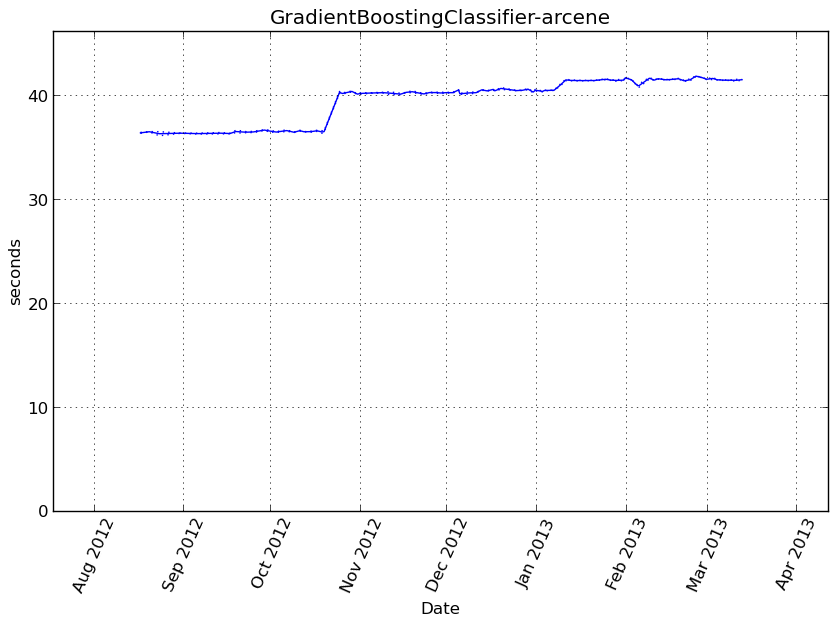 GradientBoostingClassifier-arcene
40
30
20
10
0
seconds
Aug 2012
Sep 2012
Oct 2012
Nov 2012
Dec 2012
Jan 2013
Feb 2013
Mar 2013
Apr 2013
Date